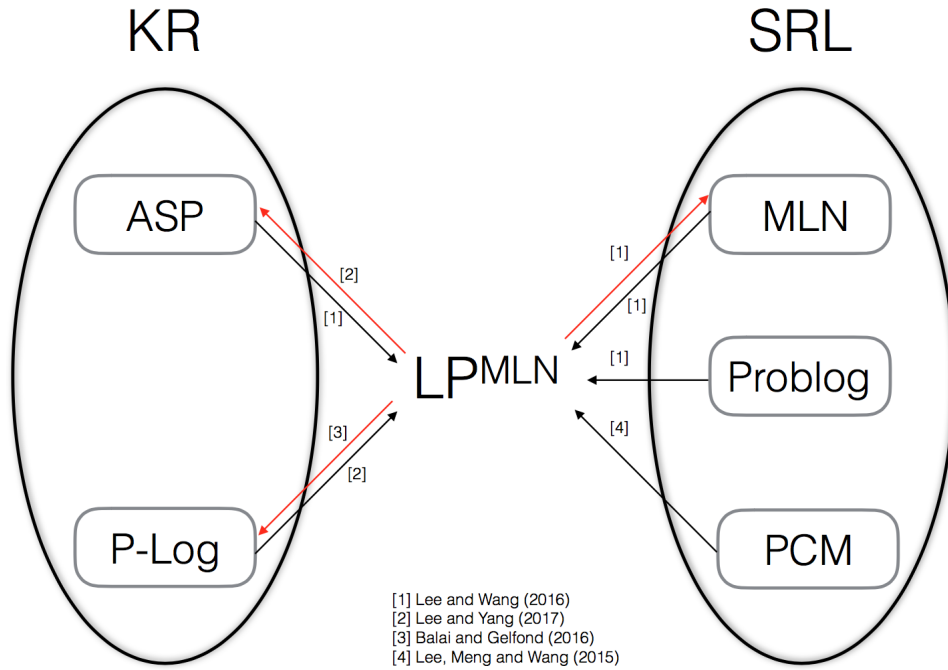 KR
SRL
ASP
MLN
[2]
[1]
[1]
[1]
LPMLN
[1]
Problog
[3]
[2]
[4]
P-Log
PCM
[1] Lee and Wang (2016)
[2] Lee and Yang (2017)
[3] Balai and Gelfond (2016)
[4] Lee, Meng and Wang (2015)